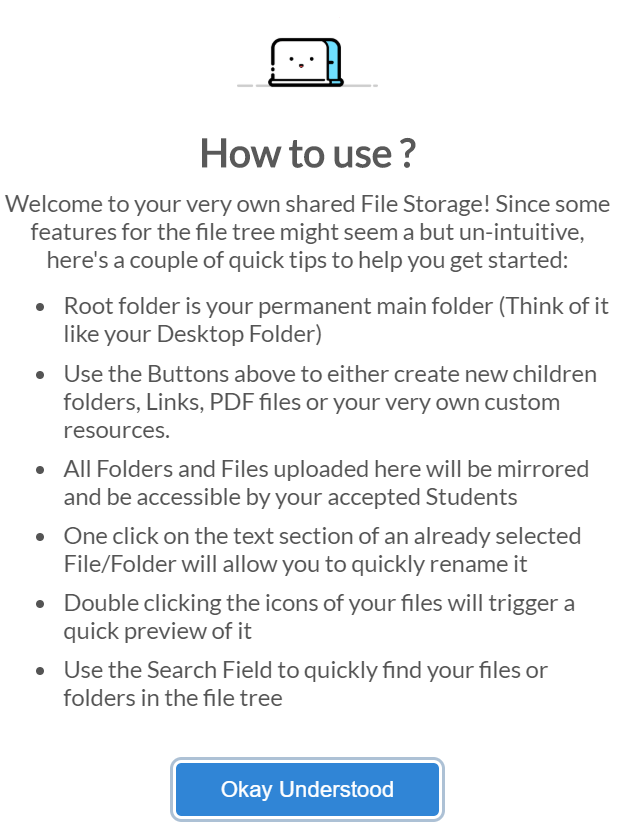 How to use ?
Welcome to your very own shared File Storage! Since some
features for the file tree might seem a but un-intuitive,
here's a couple of quick tips to help you get started:
• Root folder is your permanent main folder (Think of it
like your Desktop Folder)
• Use the Buttons above to either create new children
folders, Links, PDF files or your very own custom
resources.
• All Folders and Files uploaded here will be mirrored
and be accessible by your accepted Students
• One click on the text section of an already selected
File/Folder will allow you to quickly rename it
• Double clicking the icons of your files will trigger a
quick preview of it
• Use the Search Field to quickly find your files or
folders in the file tree
Okay Understood